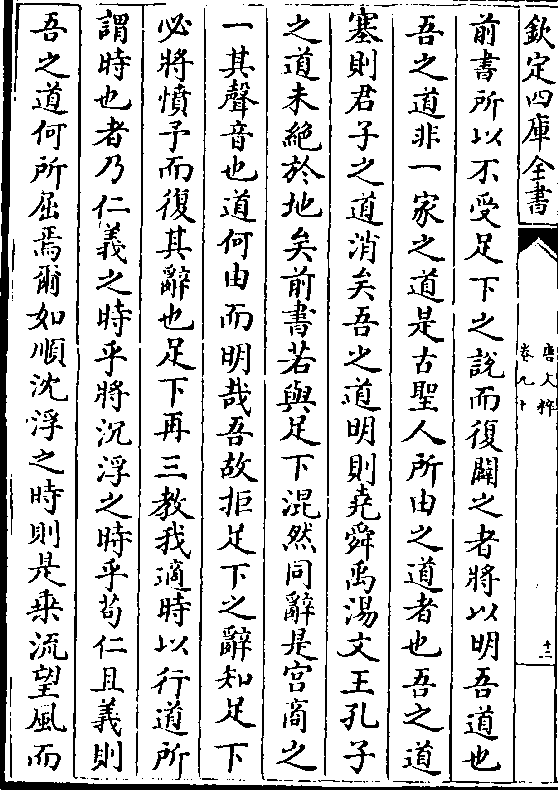 欽定四庫全書
唐文粹
卷九十
十二
前書所以不受足下之說而復闢之者將以明吾道也
吾之道非一家之道是古聖人所由之道者也吾之道
塞則君子之道消矣吾之道明則堯舜禹湯文王孔子
之道未絶於地矣前書若與足下混然同辭是宫商之
一其聲音也道何由而明哉吾故拒足下之辭知足下
必將憤予而復其辭也足下再三教我適時以行道所
謂時也者乃仁義之時乎將沉浮之時乎茍仁且義則
吾之道何所屈焉爾如順沈浮之時則是乗流望風而